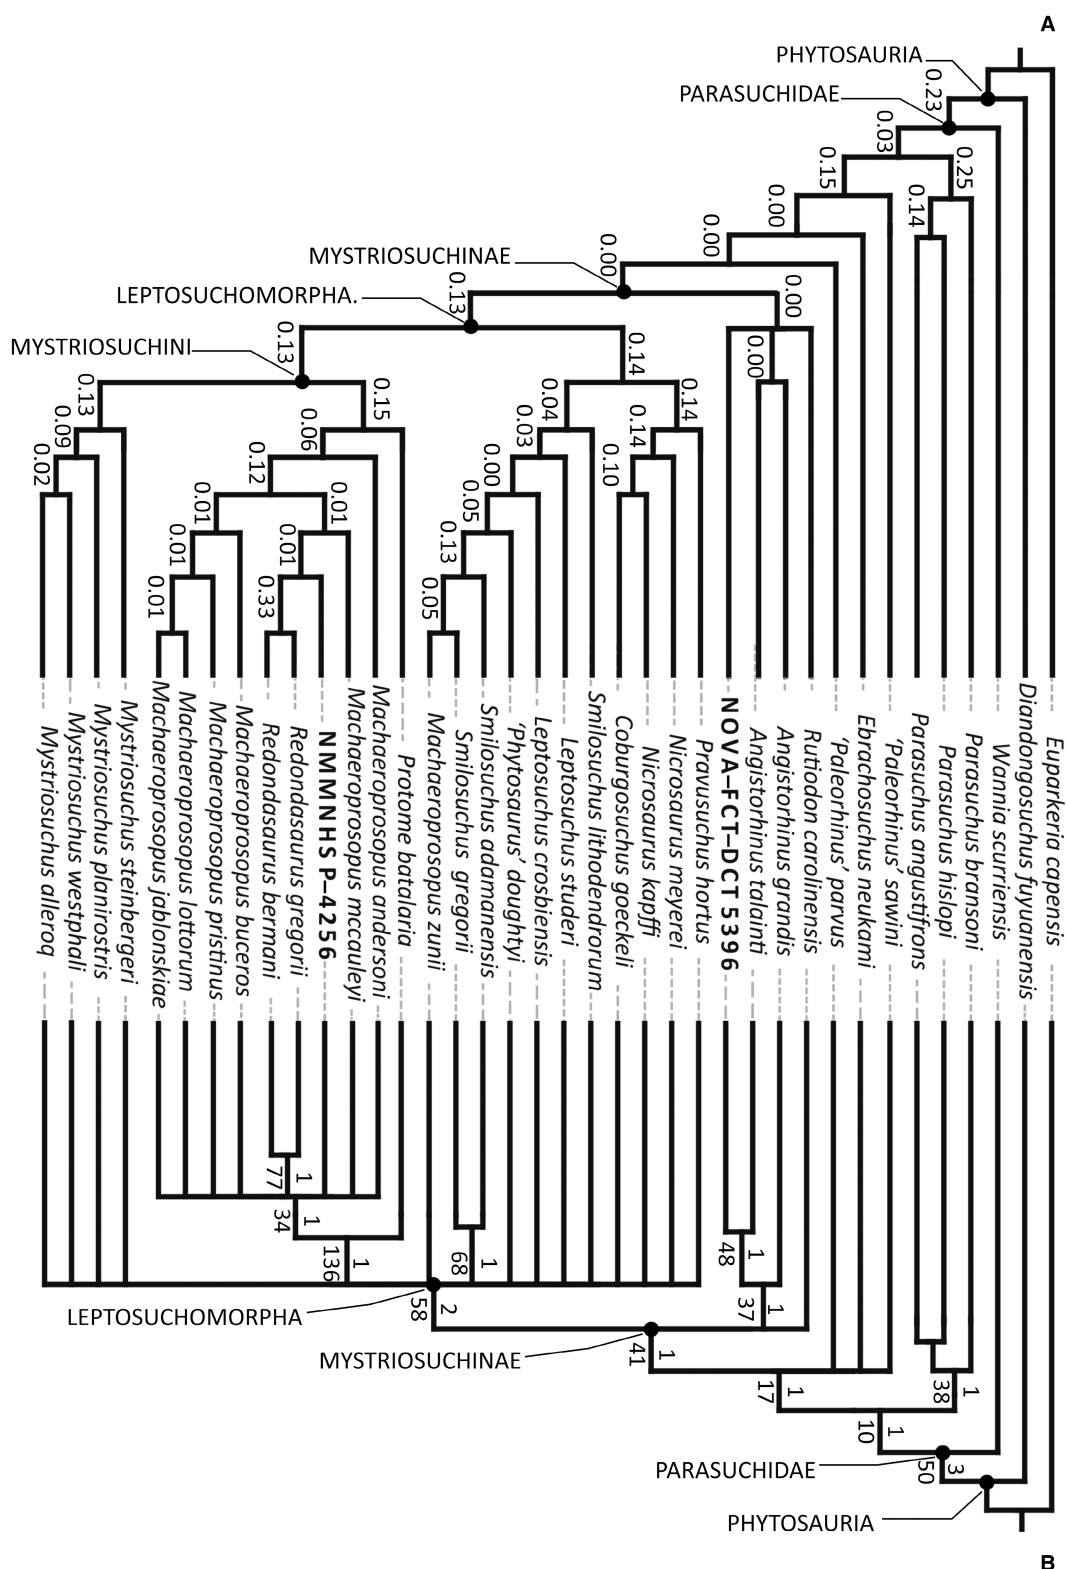 A
PHYTOSAURIA
0.23
PARASUCHIDAE
0.03
0.25
0.15
0.14
0.00
0.00
MYSTRIOSUCHINAE
0.00
0.00
LEPTOSUCHOMORPHA.
0.13
0.13
0.14
0.00
MYSTRIOSUCHINI
0.13
0.15
0.04
0.14
0.09
0.06
0.03
0.14
0.02
0.12
0.00
0.10
0.01
0.01
0.05
0.01
0.01
0.13
0.01
0.33
0.05
Mystriosuchus alleroq
Mystriosuchus westphali
Mystriosuchus planirostris
Mystriosuchus steinbergeri
Machaeroprosopus jablonskiae
Machaeroprosopus lottorum
Machaeroprosopus pristinus
Machaeroprosopus buceros
Redondasaurus bermani
Redondasaurus gregorii
NMMNHS P-4256
Machaeroprosopus mccauleyi
Machaeroprosopus andersoni
Protome batalaria
Machaeroprosopus zunii
Smilosuchus gregorii
Smilosuchus adamanensis
'Phytosaurus' doughtyi
Leptosuchus crosbiensis
Leptosuchus studeri
Smilosuchus lithodendrorum
Coburgosuchus goeckeli
Nicrosaurus kapffi
Nicrosaurus meyerei
Pravusuchus hortus
NOVA-FCT-DCT 5396
Angistorhinus talainti
Angistorhinus grandis
Rutiodon carolinensis
'Paleorhinus' parvus
Ebrachosuchus neukami
'Paleorhinus' sawini
Parasuchus angustifrons
Parasuchus hislopi
Parasuchus bransoni
Wannia scurriensis
Diandongosuchus fuyuanensis
Euparkeria capensis
77
1
34
1
136
1
68
1
48
1
LEPTOSUCHOMORPHA
58
2
37
1
MYSTRIOSUCHINAE
41
1
17
1
38
1
10
1
PARASUCHIDAE
50
3
PHYTOSAURIA
B